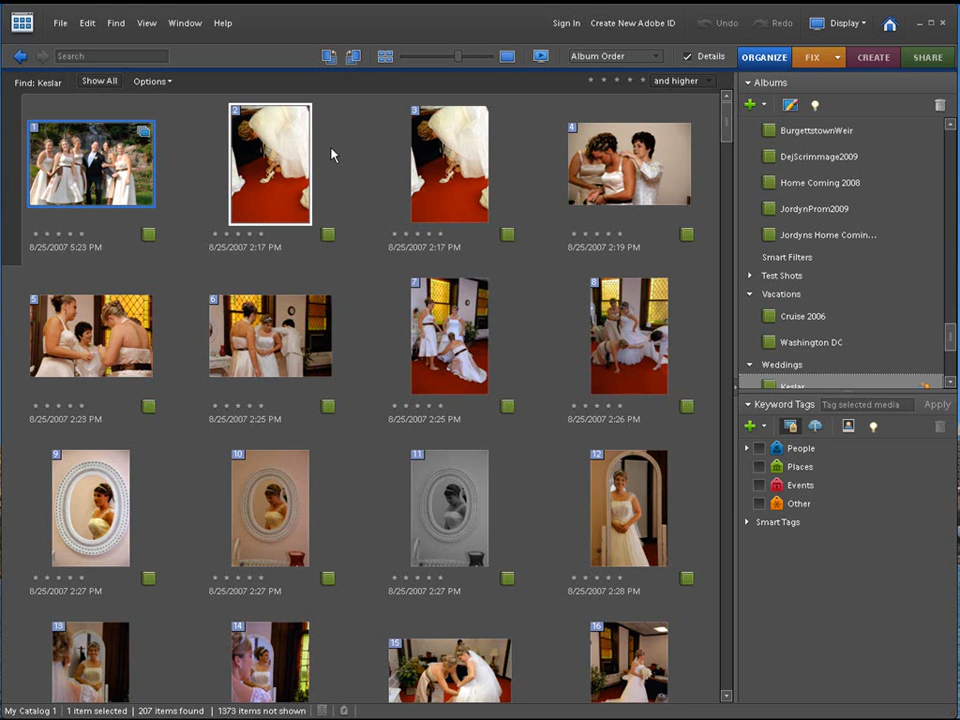 File Edit Find View Window Help Sign In Create New Adobe ID Undo Redo Display
Search Album Order Details ORGANIZE FIX CREATE SHARE
Find: Keslar Show All Options and higher
Albums
BurgettstownWeir
DejScrimmage2009
Home Coming 2008
JordynProm2009
Jordyns Home Comin...
Smart Filters
Test Shots
Vacations
Cruise 2006
Washington DC
Weddings
Keslar
Keyword Tags Tag selected media Apply
People
Places
Events
Other
Smart Tags
1 2 3 4
8/25/2007 5:23 PM 8/25/2007 2:17 PM 8/25/2007 2:17 PM 8/25/2007 2:19 PM
5 6 7 8
8/25/2007 2:23 PM 8/25/2007 2:25 PM 8/25/2007 2:25 PM 8/25/2007 2:26 PM
9 10 11 12
8/25/2007 2:27 PM 8/25/2007 2:27 PM 8/25/2007 2:27 PM 8/25/2007 2:28 PM
13 14 15 16
My Catalog 1 | 1 item selected | 207 items found | 1373 items not shown